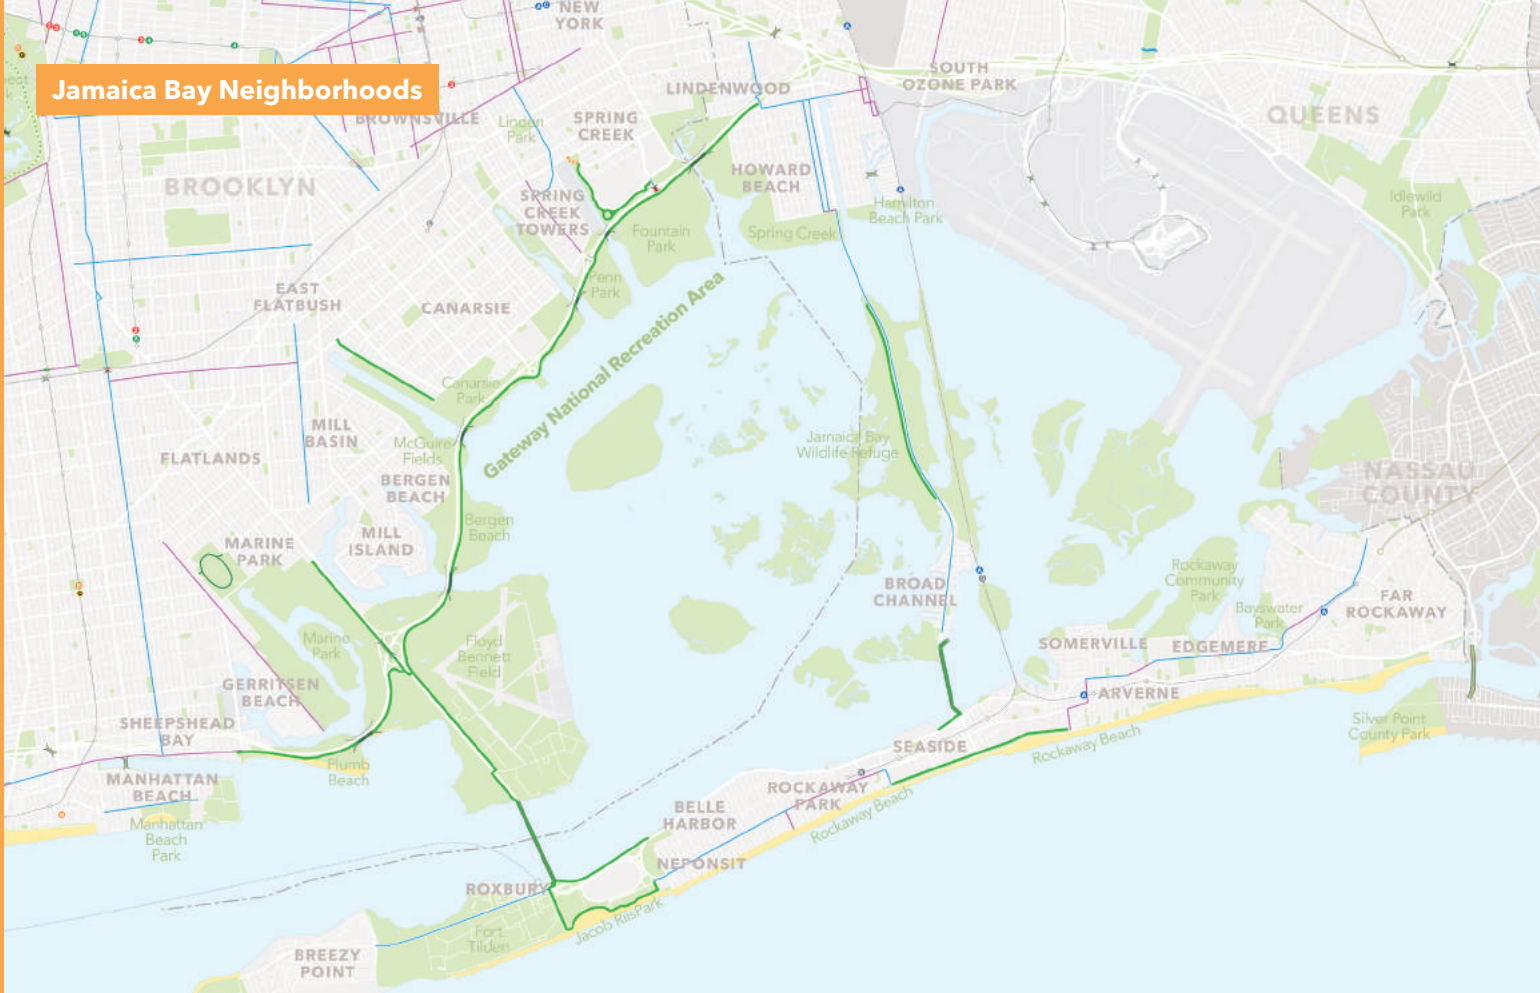 NEW
YORK
Jamaica Bay Neighborhoods
LINDENWOOD
SOUTH
OZONE PARK
QUEENS
BROWNSVILLE
Linden
Park
SPRING
CREEK
HOWARD
BEACH
BROOKLYN
SPRING
CREEK
TOWERS
Fountain
Park
Spring Creek
Hamilton
Beach Park
Idlewild
Park
Penn
Park
EAST
FLATBUSH
CANARSIE
Gateway National Recreation Area
Canarsie
Park
MILL
BASIN
McGuire
Fields
FLATLANDS
BERGEN
BEACH
Jamaica Bay
Wildlife Refuge
NASSAU
COUNTY
Bergen
Beach
MARINE
PARK
MILL
ISLAND
BROAD
CHANNEL
Rockaway
Community
Park
Bayswater
Park
FAR
ROCKAWAY
Marine
Park
Floyd
Bennett
Field
SOMERVILLE
EDGEMERE
GERRITSEN
BEACH
ARVERNE
SHEEPSHEAD
BAY
Silver Point
County Park
SEASIDE
Rockaway Beach
Plumb
Beach
MANHATTAN
BEACH
ROCKAWAY
PARK
Rockaway Beach
BELLE
HARBOR
Manhattan
Beach
Park
NEPONSIT
ROXBURY
Jacob RiisPark
Fort
Tilden
BREEZY
POINT